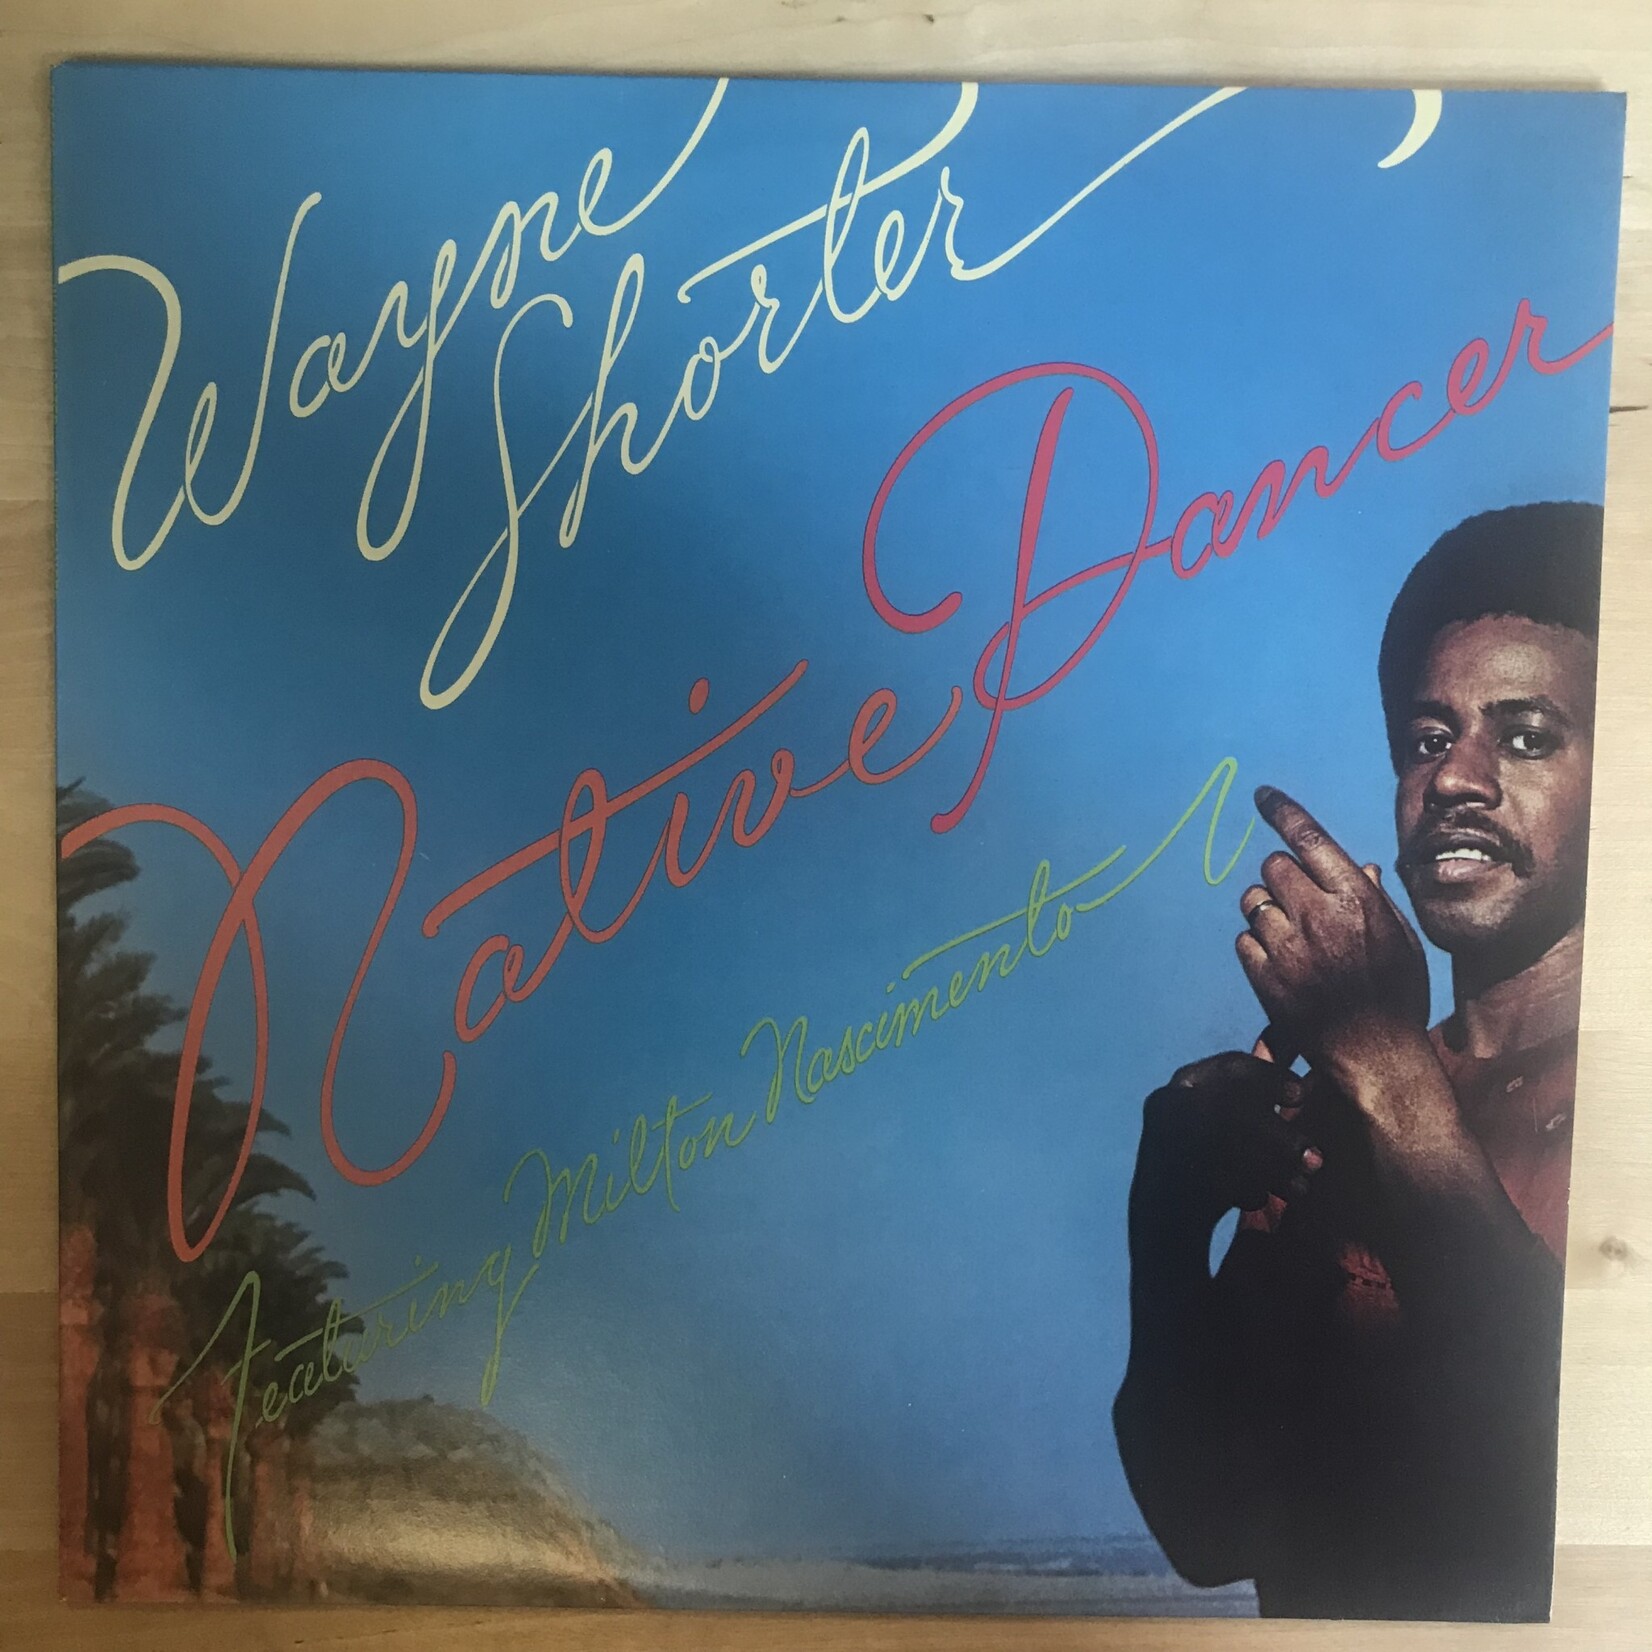 Wayne
Shorter
Native Dancer
Featuring Milton Nascimento